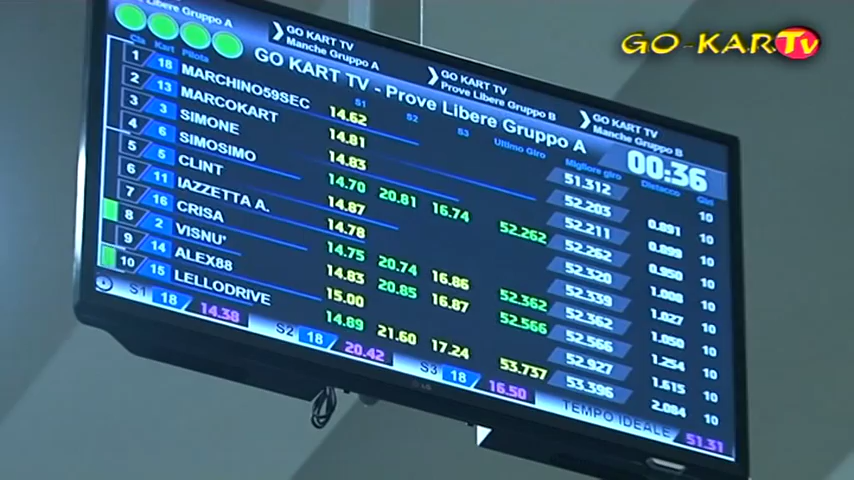 GO-KARTTv
Libere Gruppo A
GO KART TV
Manche Gruppo A
GO KART TV
Prove Libere Gruppo B
GO KART TV
Manche Gruppo B
GO KART TV - Prove Libere Gruppo A
00:36
Cls Kart Pilota S1 S2 S3 Ultimo Giro Migliore giro Distacco Giri
1 18 MARCHINO59SEC 14.62 51.312 10
2 13 MARCOKART 14.81 52.203 0.891 10
3 3 SIMONE 14.83 52.211 0.899 10
4 6 SIMOSIMO 14.70 20.81 16.74 52.262 52.262 0.950 10
5 5 CLINT 14.87 52.320 1.008 10
6 11 IAZZETTA A. 14.78 52.339 1.027 10
7 16 CRISA 14.75 20.74 16.86 52.362 52.362 1.050 10
8 2 VISNU' 14.83 20.85 16.87 52.566 52.566 1.254 10
9 14 ALEX88 15.00 52.927 1.615 10
10 15 LELLODRIVE 14.89 21.60 17.24 53.737 53.396 2.084 10
S1 18 14.38 S2 18 20.42 S3 18 16.50 TEMPO IDEALE 51.31
LG